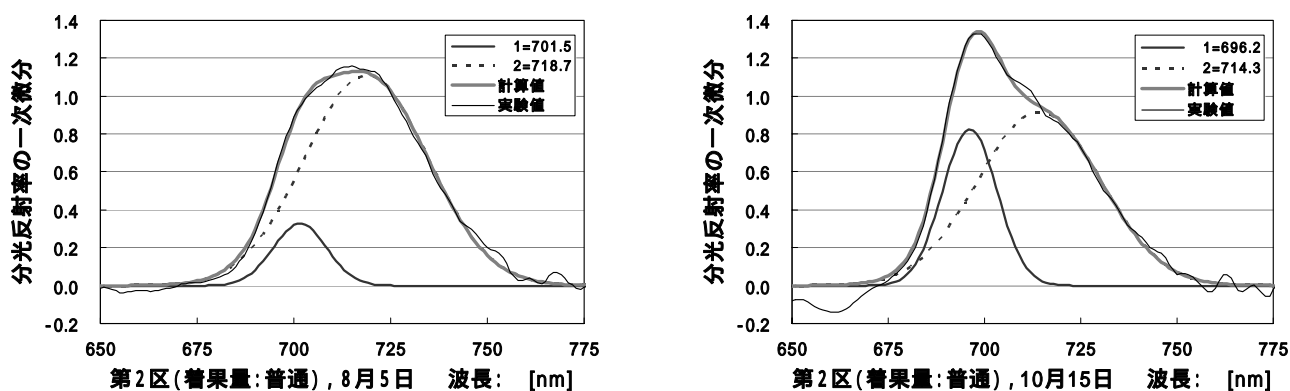 分光反射率の一次微分
1.4
1.2
1.0
0.8
0.6
0.4
0.2
0.0
-0.2
1=701.5
2=718.7
計算値
実験値
650 675 700 725 750 775
第2区(着果量:普通),8月5日 波長: [nm]
分光反射率の一次微分
1.4
1.2
1.0
0.8
0.6
0.4
0.2
0.0
-0.2
1=696.2
2=714.3
計算値
実験値
650 675 700 725 750 775
第2区(着果量:普通),10月15日 波長: [nm]